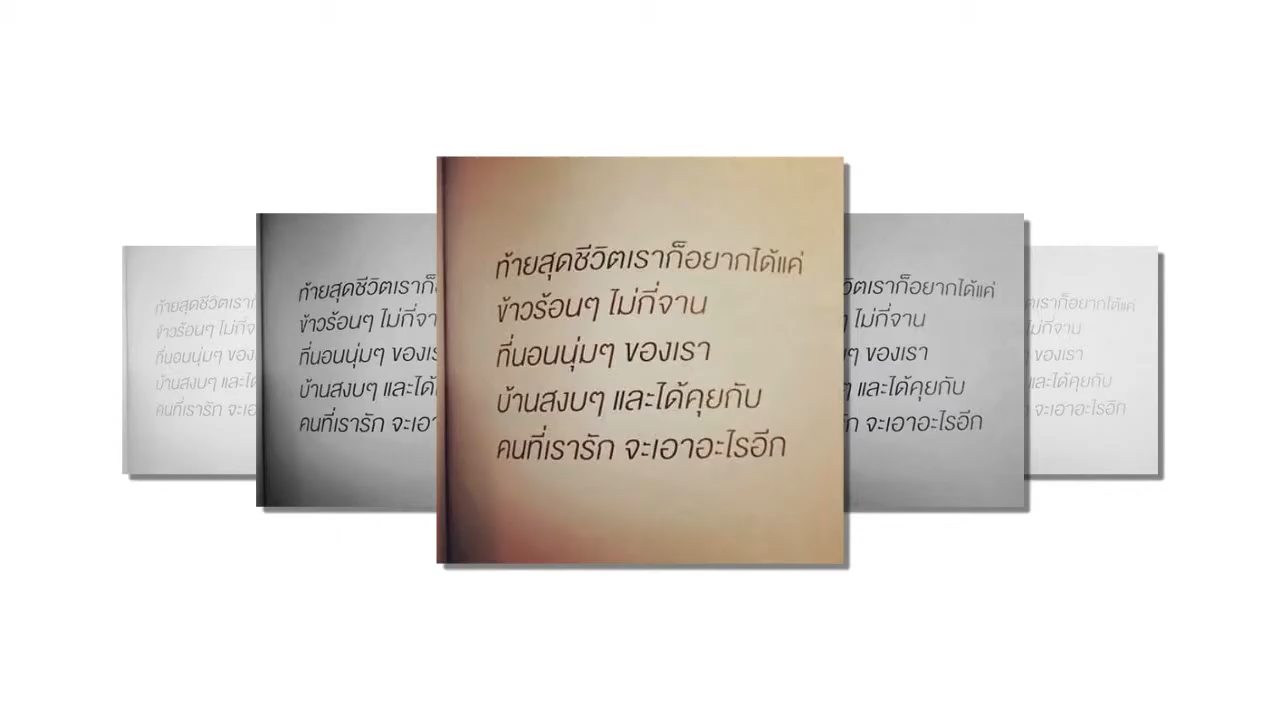 ท้ายสุดชีวิตเราก็อยากได้แค่
ข้าวร้อนๆ ไม่กี่จาน
ที่นอนนุ่มๆ ของเรา
บ้านสงบๆ และได้คุยกับ
คนที่เรารัก จะเอาอะไรอีก